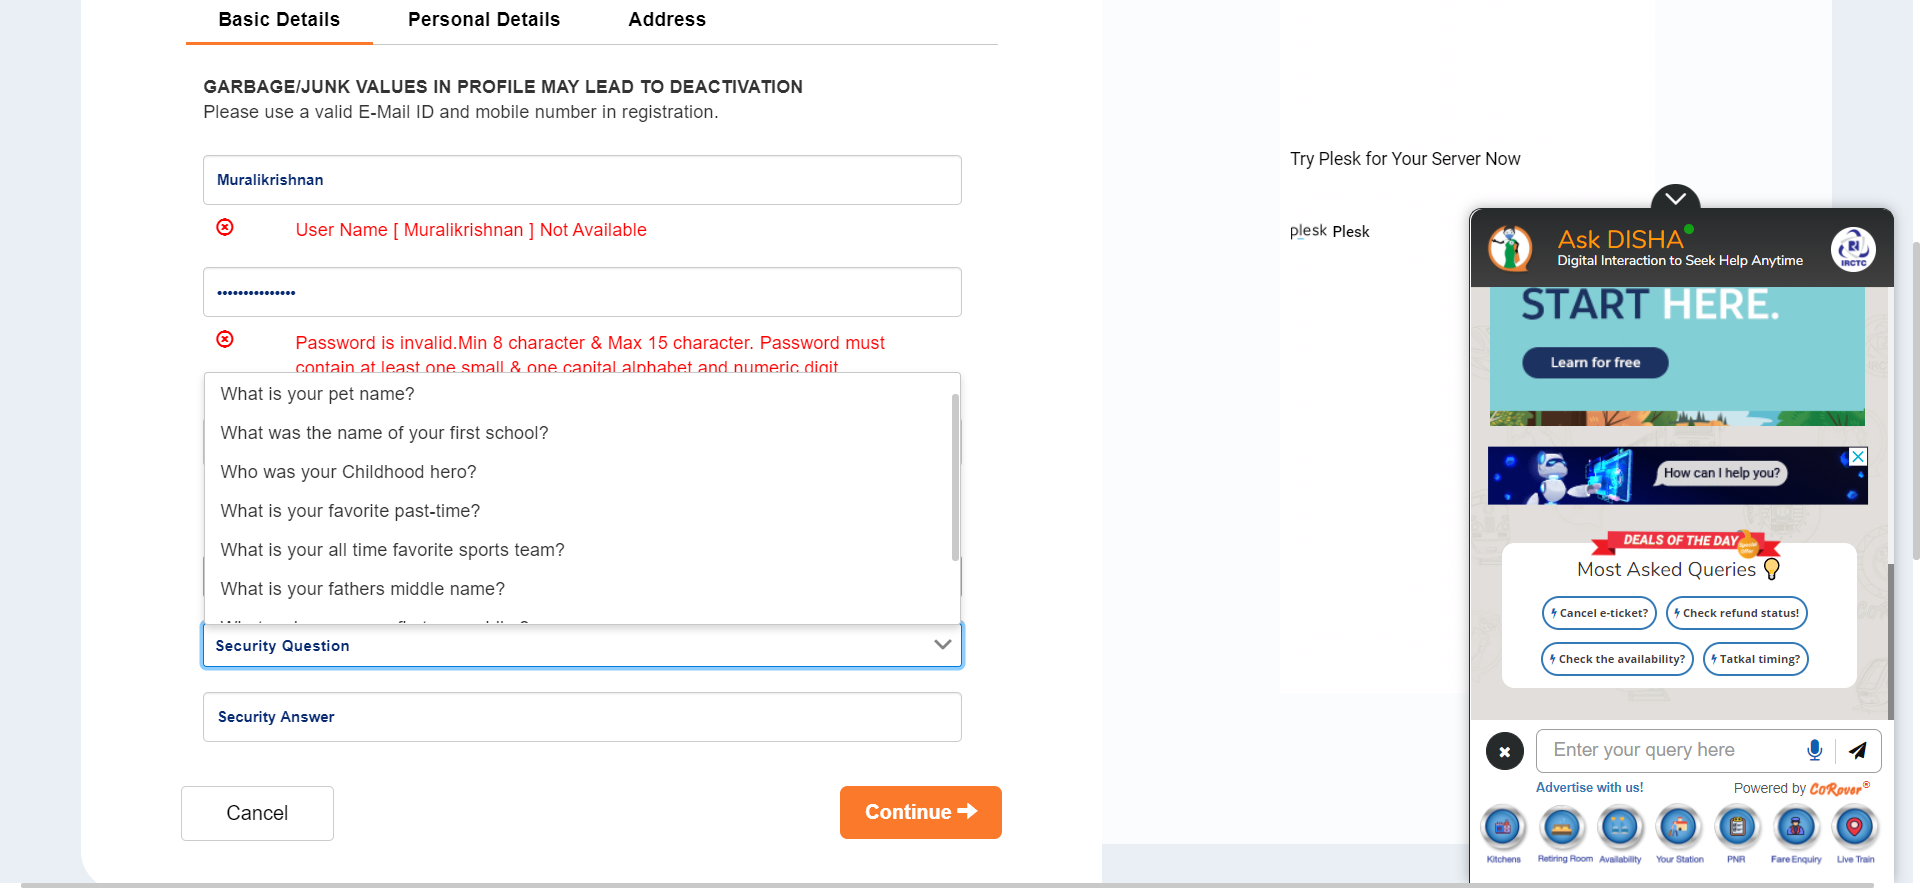 Basic Details
Personal Details
Address
GARBAGE/JUNK VALUES IN PROFILE MAY LEAD TO DEACTIVATION
Please use a valid E-Mail ID and mobile number in registration.
Muralikrishnan
User Name [ Muralikrishnan ] Not Available
•••••••••••••••
Password is invalid.Min 8 character & Max 15 character. Password must
contain at least one small & one capital alphabet and numeric digit
What is your pet name?
What was the name of your first school?
Who was your Childhood hero?
What is your favorite past-time?
What is your all time favorite sports team?
What is your fathers middle name?
Security Question
Security Answer
Cancel
Continue
Try Plesk for Your Server Now
plesk Plesk
Ask DISHA
Digital Interaction to Seek Help Anytime
IRCTC
START HERE.
Learn for free
How can I help you?
DEALS OF THE DAY
Special Offer
Most Asked Queries
Cancel e-ticket?
Check refund status!
Check the availability?
Tatkal timing?
Enter your query here
Advertise with us!
Powered by CoRover®
Kitchens
Retiring Room
Availability
Your Station
PNR
Fare Enquiry
Live Train